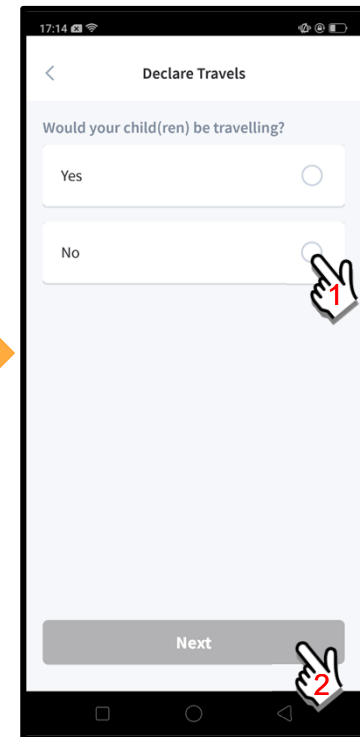 17:14
Declare Travels
Would your child(ren) be travelling?
Yes
No
1
Next
2